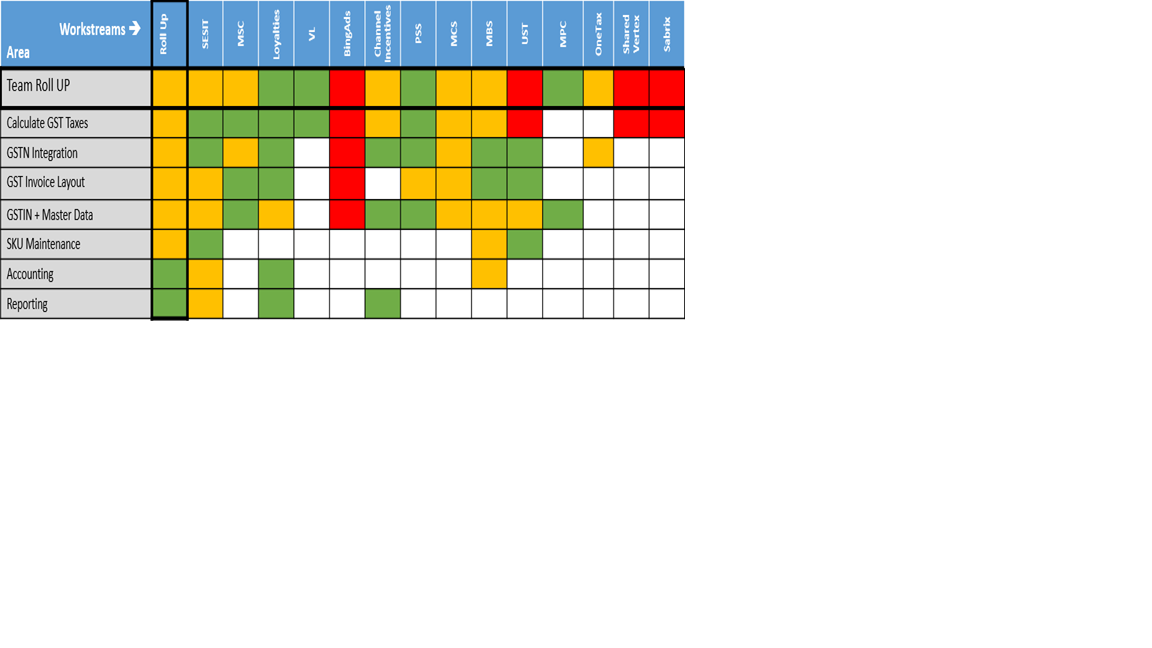 Workstreams →
Area
Roll Up
SESIT
MSC
Loyalties
VL
BingAds
Channel
Incentives
PSS
MCS
MBS
UST
MPC
OneTax
Shared
Vertex
Sabrix
Team Roll UP
Calculate GST Taxes
GSTN Integration
GST Invoice Layout
GSTIN + Master Data
SKU Maintenance
Accounting
Reporting